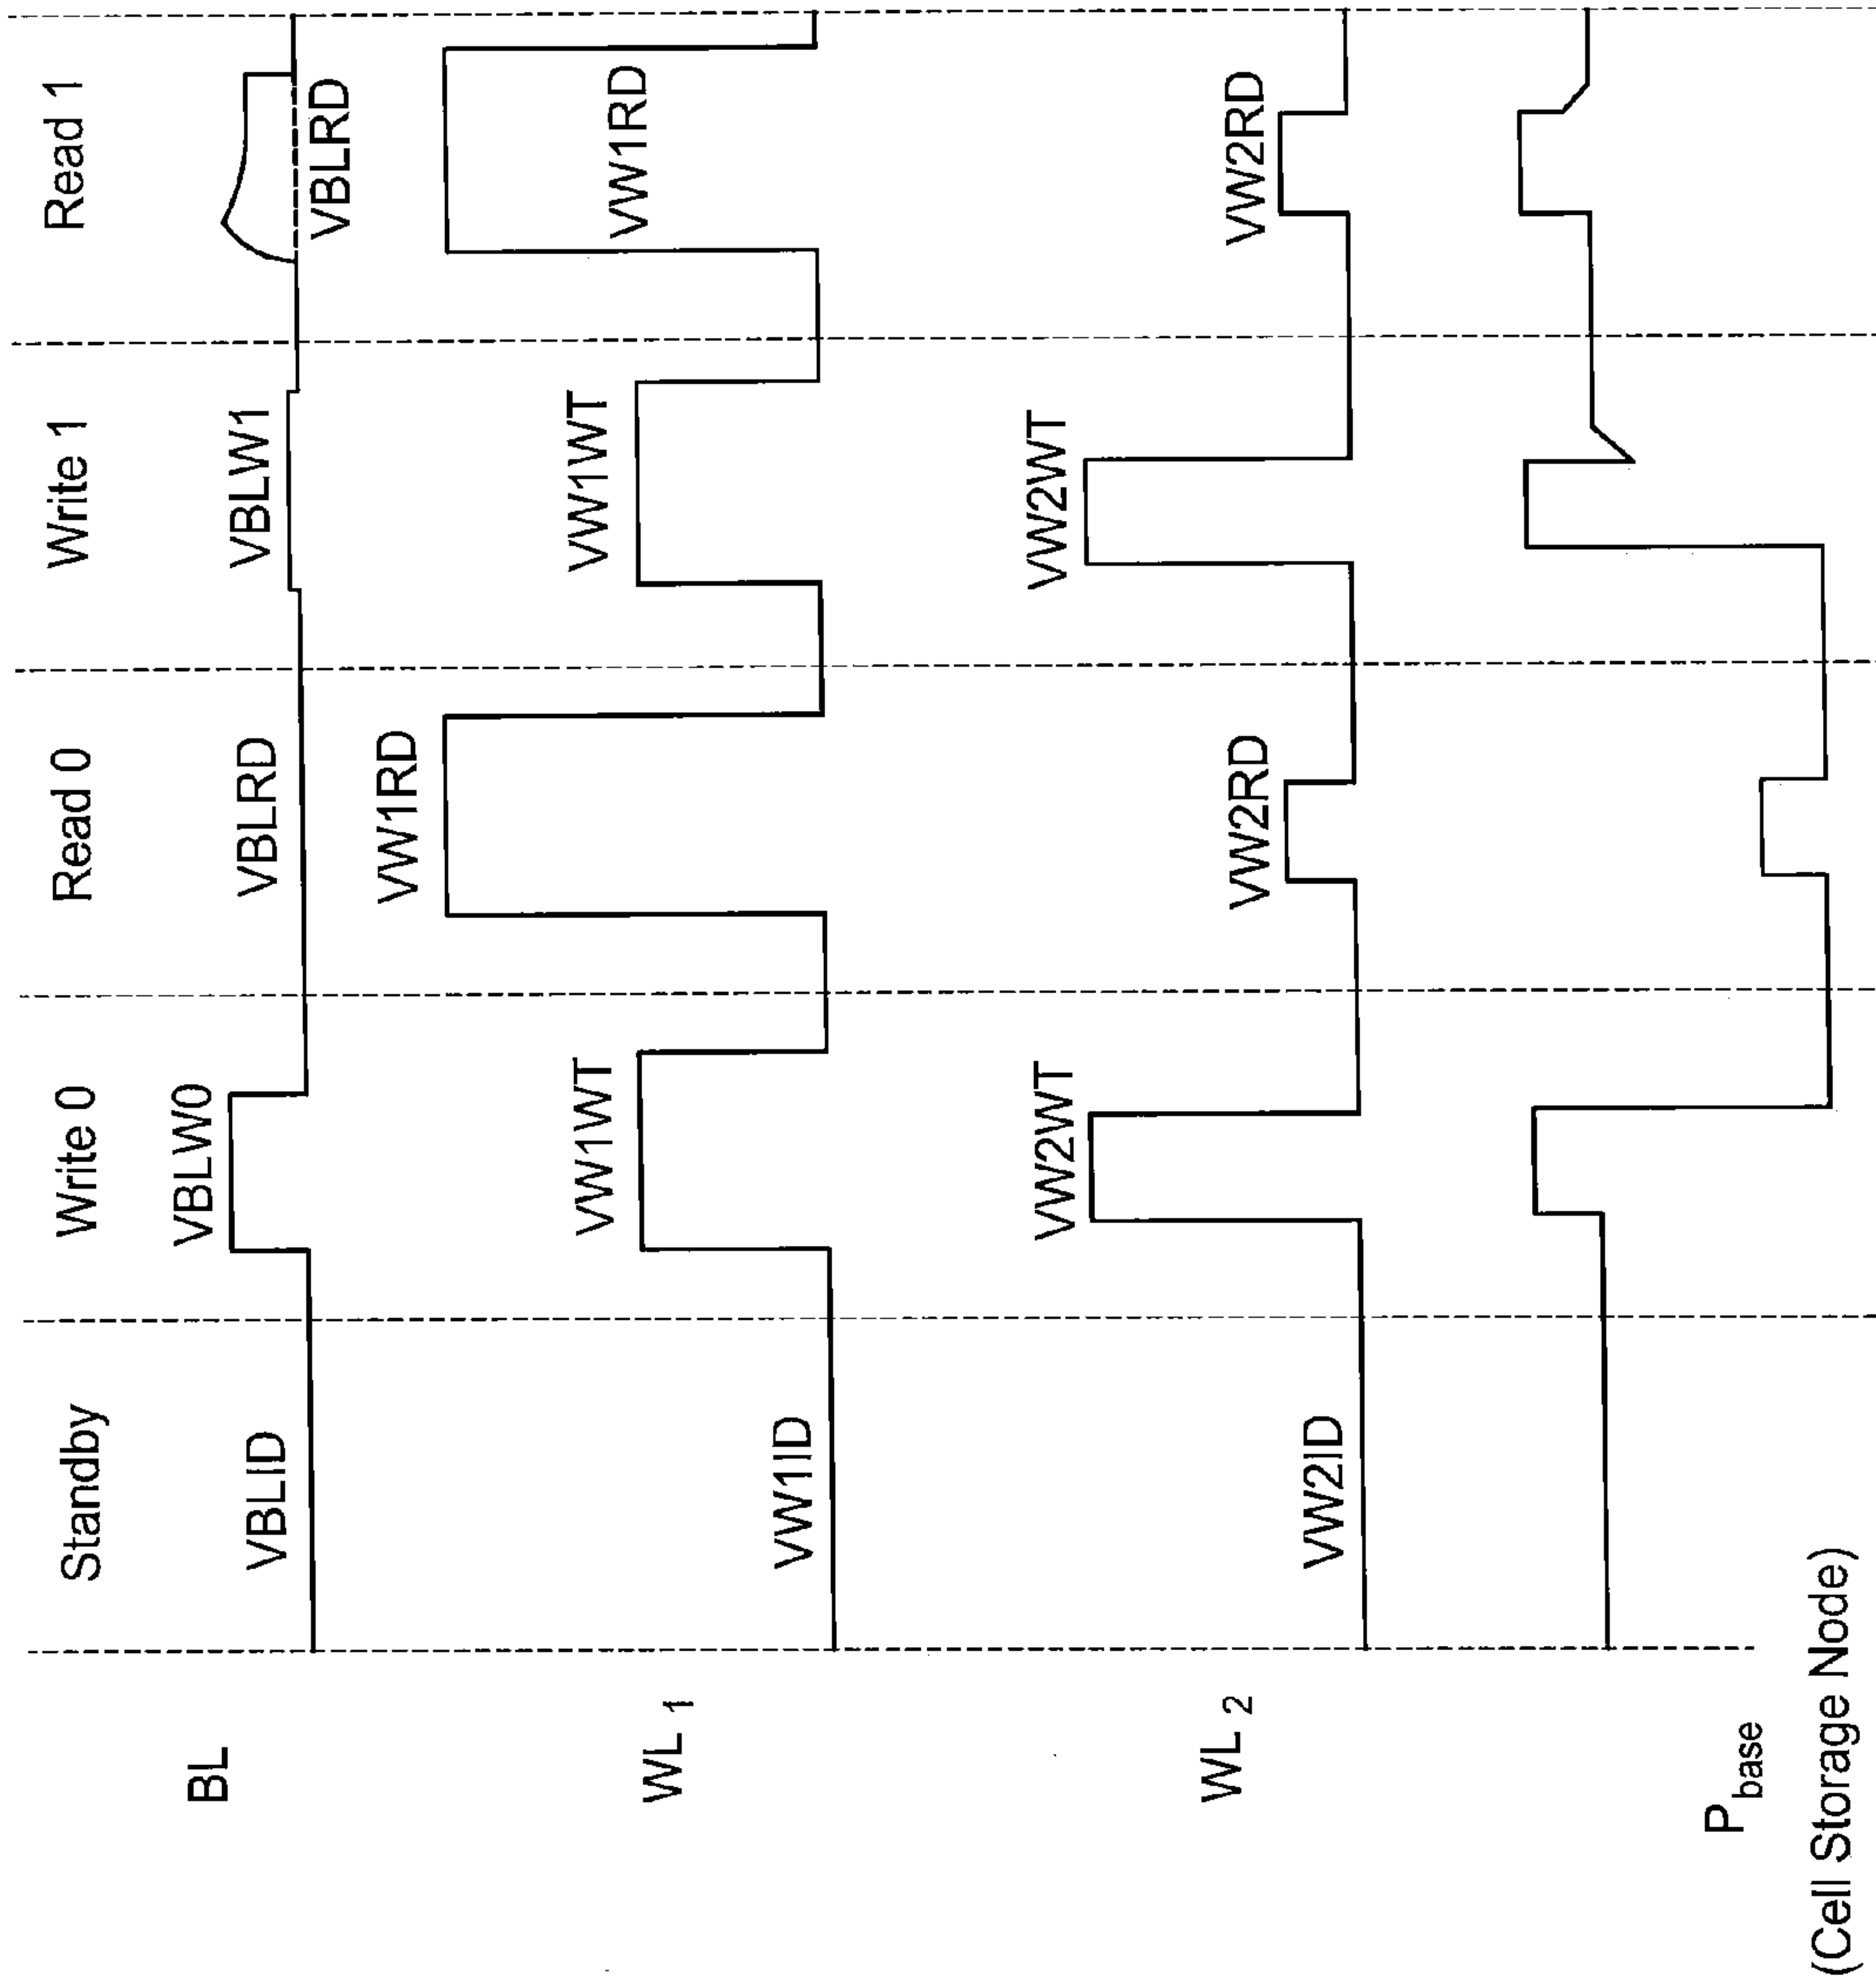 Standby Write 0 Read 0 Write 1 Read 1
BL VBLID VBLW0 VBLRD VBLW1 VBLRD
WL 1 VW1ID VW1WT VW1RD VW1WT VW1RD
WL 2 VW2ID VW2WT VW2RD VW2WT VW2RD
P base
(Cell Storage Node)